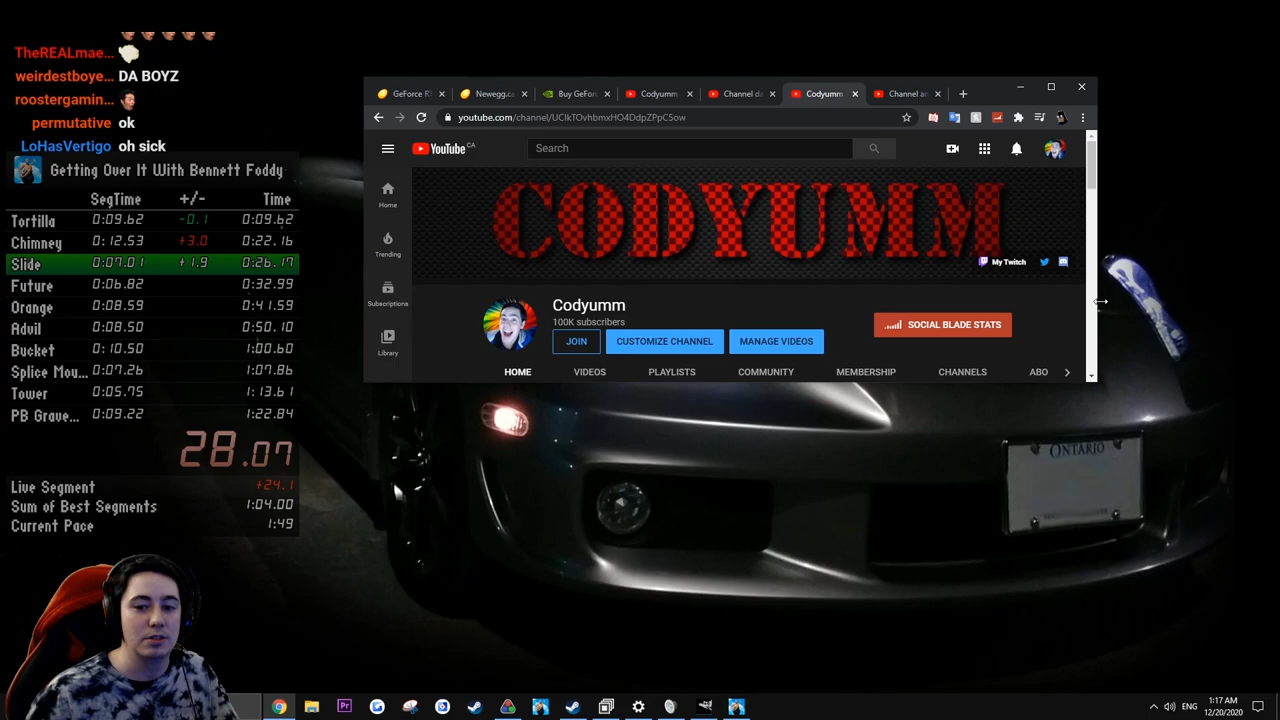 TheREALmae...
weirdestboye... DA BOYZ
roostergamin...
permutative ok
LoHasVertigo oh sick
Getting Over It With Bennett Foddy
SegTime +/- Time
Tortilla 0:09.62 -0.1 0:09.62
Chimney 0:12.53 +3.0 0:22.16
Slide 0:07.01 +1.9 0:26.17
Future 0:06.82 0:32.99
Orange 0:08.59 0:41.59
Advil 0:08.50 0:50.10
Bucket 0:10.50 1:00.60
Splice Mou... 0:07.26 1:07.86
Tower 0:05.75 1:13.61
PB Grave... 0:09.22 1:22.84
28.07
Live Segment +24.1
Sum of Best Segments 1:04.00
Current Pace 1:49
GeForce R Newegg.ca Buy GeFor Codyumm Channel da Codyumm Channel an
youtube.com/channel/UClkTOvhbmxHO4DdpZPpCSow
YouTube CA Search
Home
Trending
Subscriptions
Library
CODYUMM
My Twitch
Codyumm
100K subscribers
SOCIAL BLADE STATS
JOIN CUSTOMIZE CHANNEL MANAGE VIDEOS
HOME VIDEOS PLAYLISTS COMMUNITY MEMBERSHIP CHANNELS ABO
ONTARIO
Pr
ENG
1:17 AM
12/20/2020